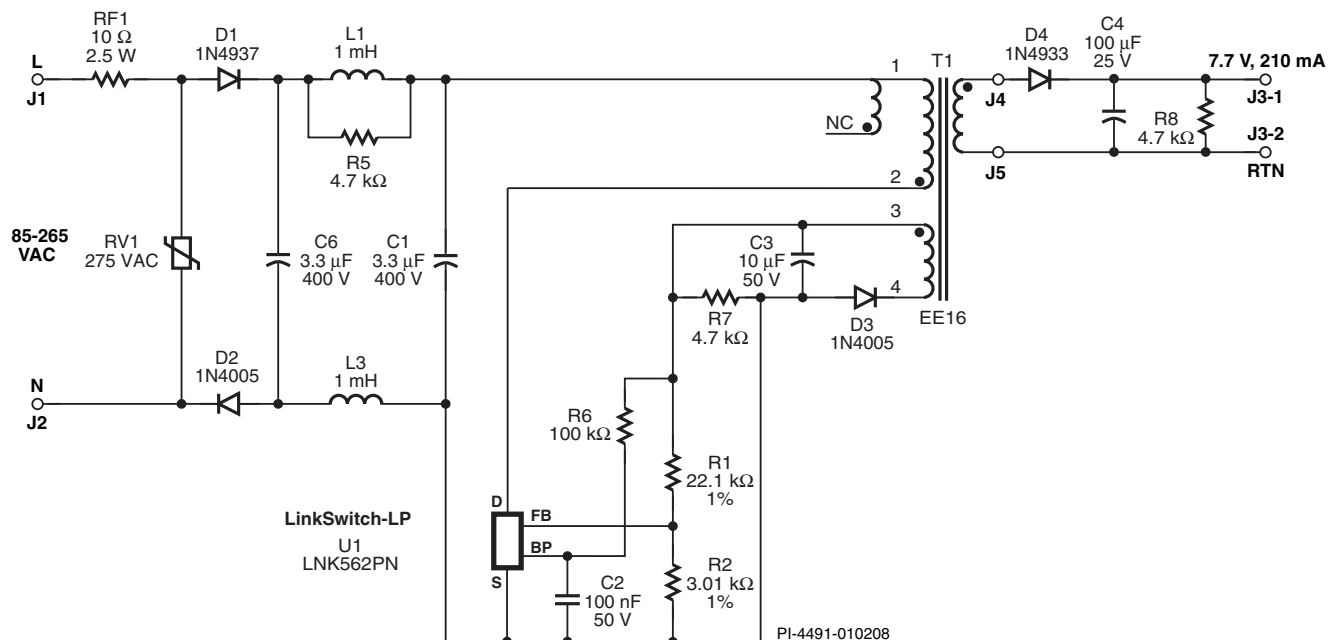 RF1
10 Ω
2.5 W
D1
1N4937
L1
1 mH
D4
1N4933
C4
100 μF
25 V
7.7 V, 210 mA
L
J1
1
T1
J4
J3-1
NC
R5
4.7 kΩ
R8
4.7 kΩ
J3-2
RTN
2
J5
85-265
VAC
RV1
275 VAC
C6
3.3 μF
400 V
C1
3.3 μF
400 V
3
C3
10 μF
50 V
4
R7
4.7 kΩ
D3
1N4005
EE16
D2
1N4005
L3
1 mH
N
J2
R6
100 kΩ
R1
22.1 kΩ
1%
D
FB
LinkSwitch-LP
U1
LNK562PN
BP
S
C2
100 nF
50 V
R2
3.01 kΩ
1%
PI-4491-010208